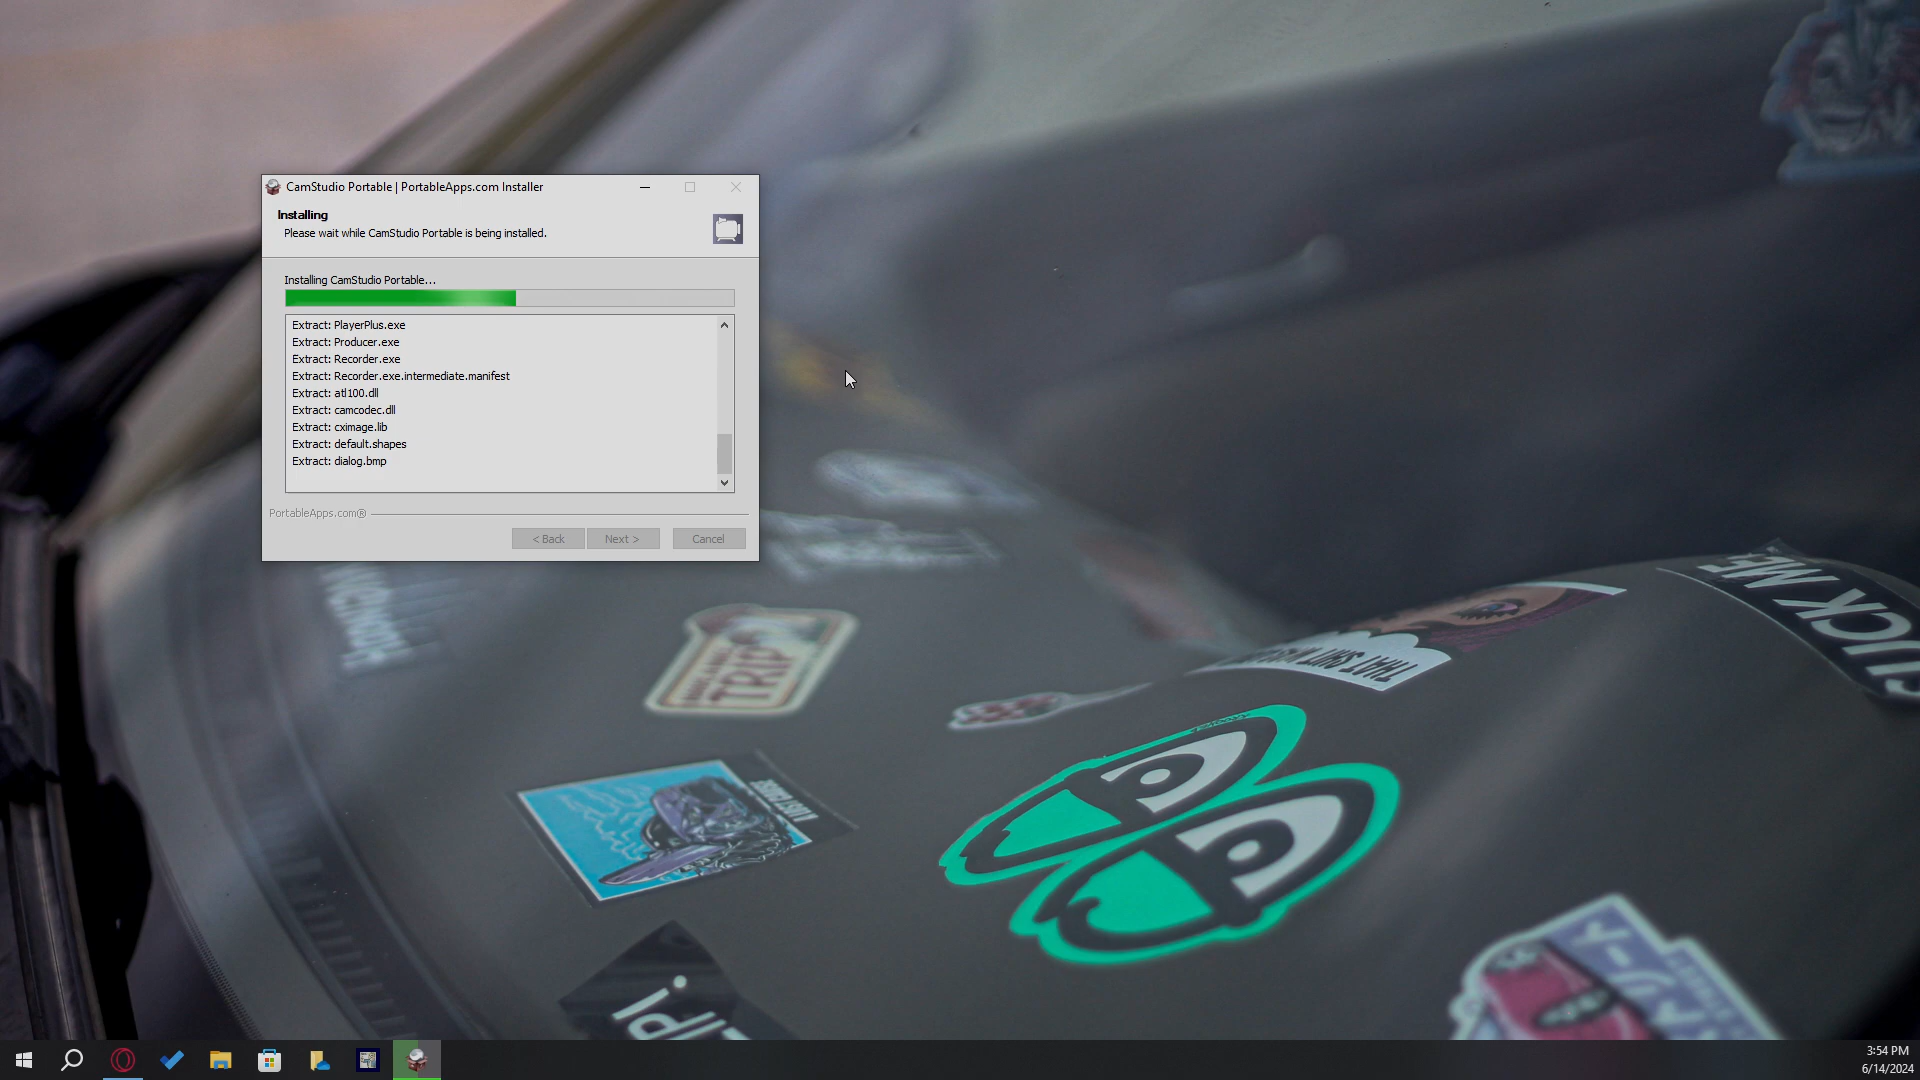 CamStudio Portable | PortableApps.com Installer
Installing
Please wait while CamStudio Portable is being installed.
Installing CamStudio Portable...
Extract: PlayerPlus.exe
Extract: Producer.exe
Extract: Recorder.exe
Extract: Recorder.exe.intermediate.manifest
Extract: atl100.dll
Extract: camcodec.dll
Extract: cximage.lib
Extract: default.shapes
Extract: dialog.bmp
PortableApps.com®
< Back
Next >
Cancel
TRIP
THAT SHIT
LOST
3:54 PM
6/14/2024